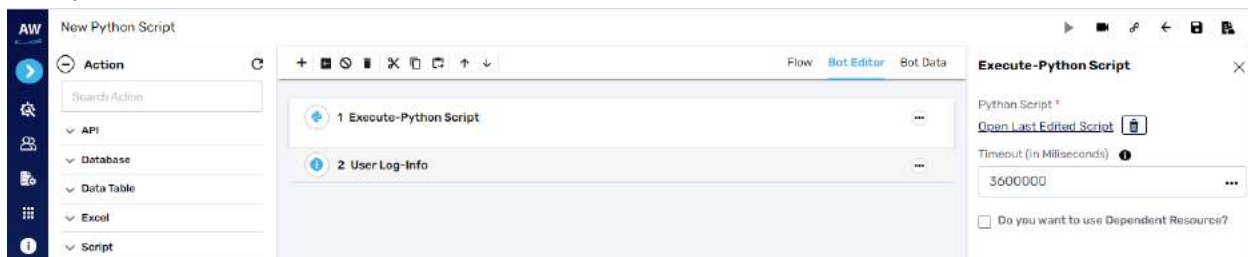 AW New Python Script
Action
Search Action
API
Database
Data Table
Excel
Script
Flow Bot Editor Bot Data
1 Execute-Python Script
2 User Log-Info
Execute-Python Script
Python Script *
Open Last Edited Script
Timeout (in Miliseconds)
3600000
Do you want to use Dependent Resource?